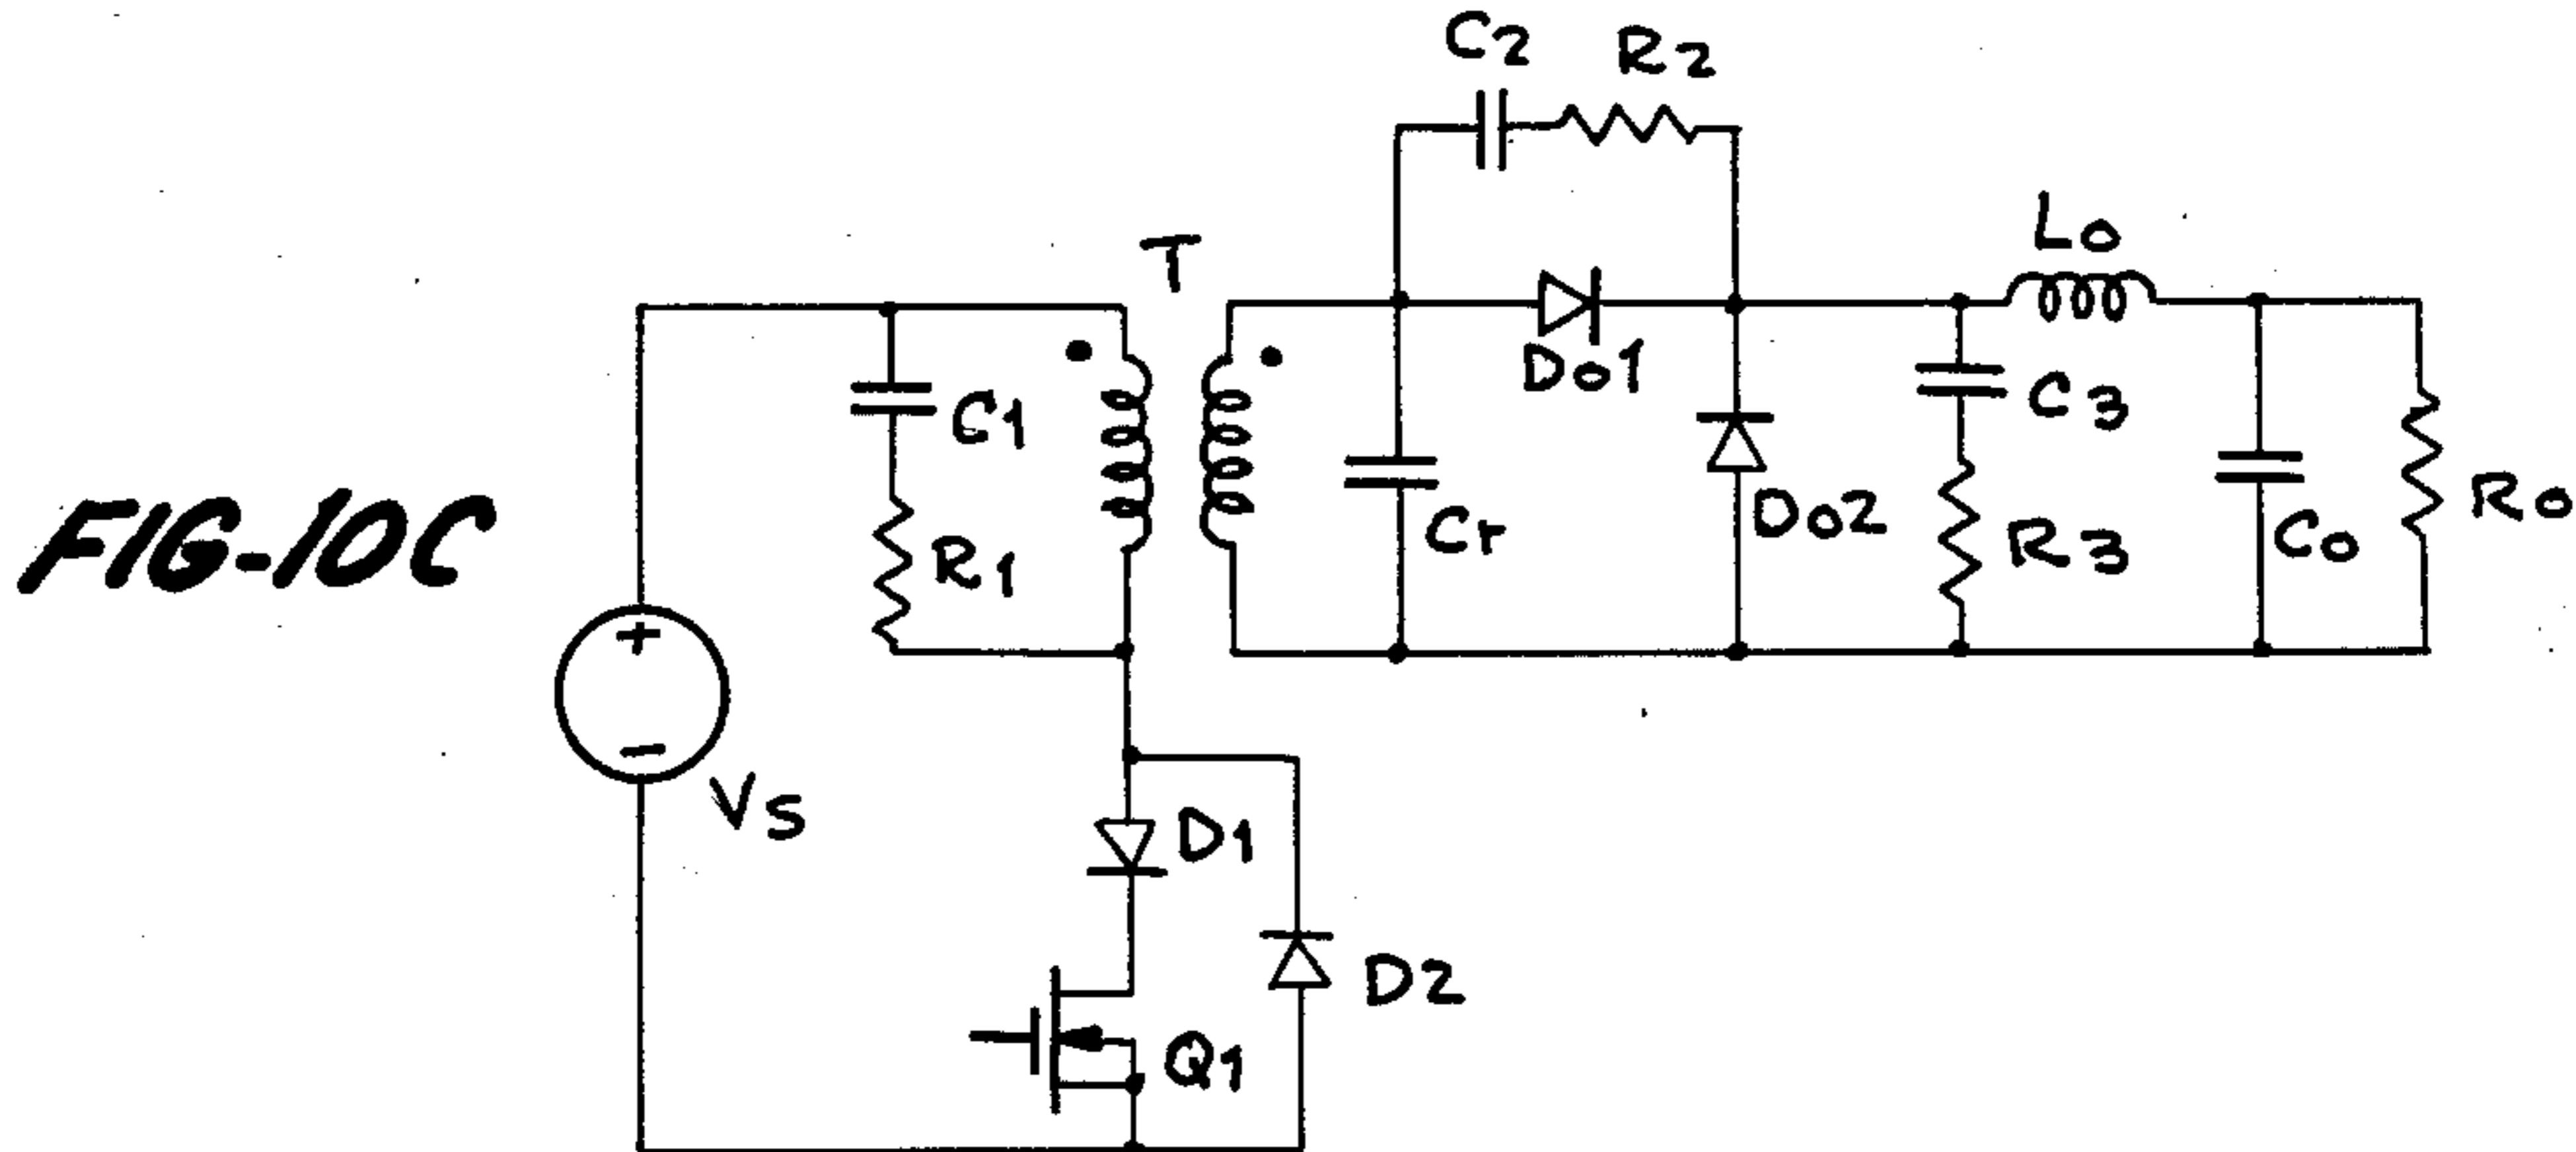 C2
R2
Lo
T
Do1
C1
C3
Cr
Do2
Ro
R1
R3
Co
FIG-10C
+
−
Vs
D1
D2
Q1